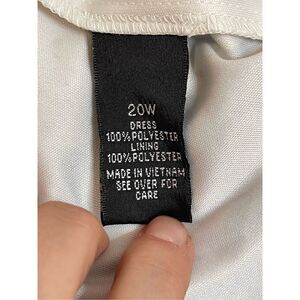 20W
DRESS
100% POLYESTER
LINING
100% POLYESTER
MADE IN VIETNAM
SEE OVER FOR
CARE